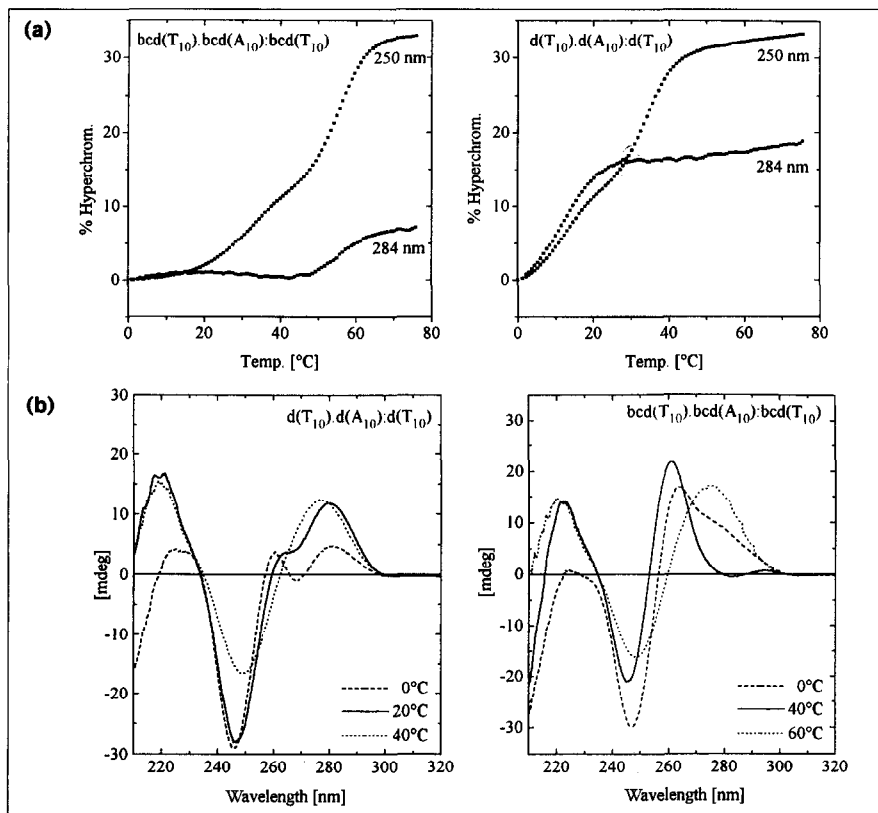 (a)
bcd(T10).bcd(A10):bcd(T10)
30
20
10
0
250 nm
284 nm
% Hyperchrom.
0 20 40 60 80
Temp. [°C]
d(T10).d(A10):d(T10)
30
20
10
0
250 nm
284 nm
% Hyperchrom.
0 20 40 60 80
Temp. [°C]
(b)
d(T10).d(A10):d(T10)
30
20
10
0
-10
-20
-30
[mdeg]
0°C
20°C
40°C
220 240 260 280 300 320
Wavelength [nm]
bcd(T10).bcd(A10):bcd(T10)
30
20
10
0
-10
-20
-30
[mdeg]
0°C
40°C
60°C
220 240 260 280 300 320
Wavelength [nm]